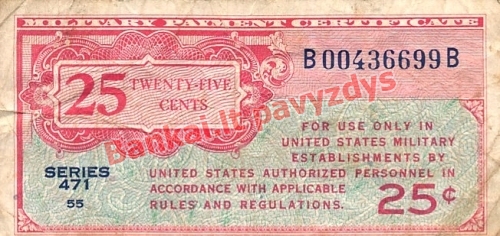 MILITARY PAYMENT CERTIFICATE
B00436699B
25 TWENTY-FIVE
CENTS
Bankai.lt pavyzdys
FOR USE ONLY IN
UNITED STATES MILITARY
ESTABLISHMENTS BY
UNITED STATES AUTHORIZED PERSONNEL IN
ACCORDANCE WITH APPLICABLE
RULES AND REGULATIONS.
SERIES
471
55
25¢